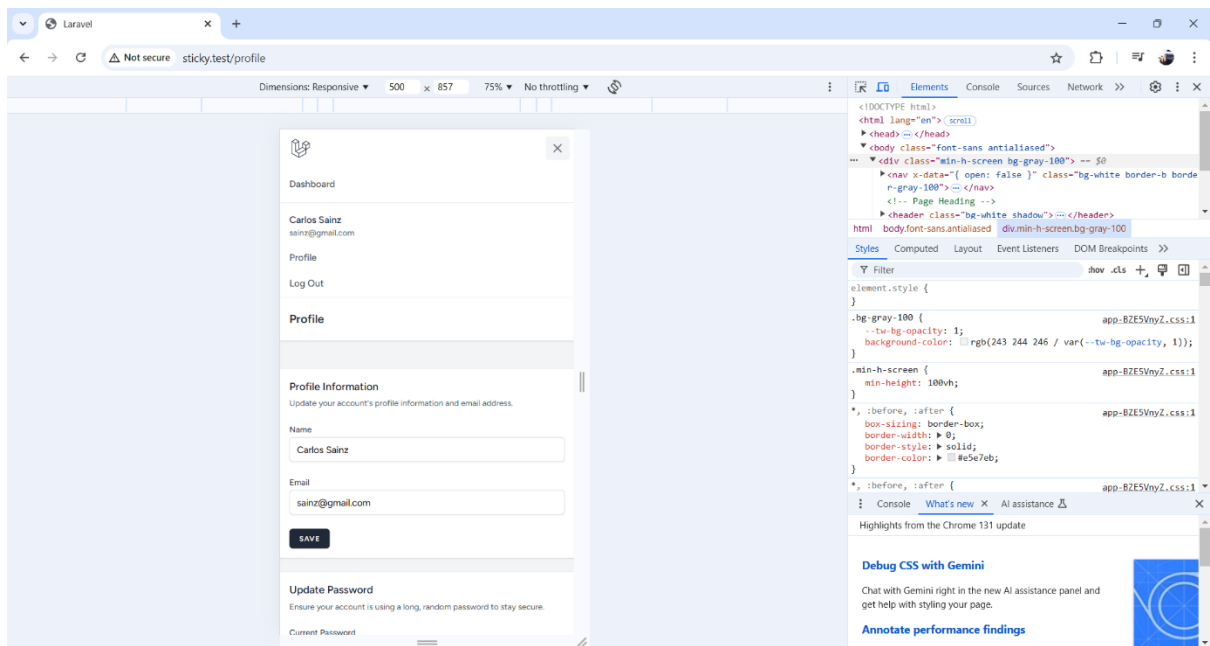 Laravel
Not secure sticky.test/profile
Dimensions: Responsive ▼ 500 × 857 75% ▼ No throttling ▼
Dashboard
Carlos Sainz
sainz@gmail.com
Profile
Log Out
Profile
Profile Information
Update your account's profile information and email address.
Name
Carlos Sainz
Email
sainz@gmail.com
SAVE
Update Password
Ensure your account is using a long, random password to stay secure.
Current Password
Elements Console Sources Network
<!DOCTYPE html>
<html lang="en"> scroll
▶ <head> … </head>
▼ <body class="font-sans antialiased">
… ▼ <div class="min-h-screen bg-gray-100"> == $0
▶ <nav x-data="{ open: false }" class="bg-white border-b borde
r-gray-100"> … </nav>
<!-- Page Heading -->
▶ <header class="bg-white shadow"> … </header>
html body.font-sans.antialiased div.min-h-screen.bg-gray-100
Styles Computed Layout Event Listeners DOM Breakpoints
Filter :hov .cls
element.style {
}
.bg-gray-100 { app-BZE5VnyZ.css:1
--tw-bg-opacity: 1;
background-color: rgb(243 244 246 / var(--tw-bg-opacity, 1));
}
.min-h-screen { app-BZE5VnyZ.css:1
min-height: 100vh;
}
*, :before, :after { app-BZE5VnyZ.css:1
box-sizing: border-box;
border-width: ▶ 0;
border-style: ▶ solid;
border-color: ▶ #e5e7eb;
}
*, :before, :after { app-BZE5VnyZ.css:1
Console What's new AI assistance
Highlights from the Chrome 131 update
Debug CSS with Gemini
Chat with Gemini right in the new AI assistance panel and
get help with styling your page.
Annotate performance findings